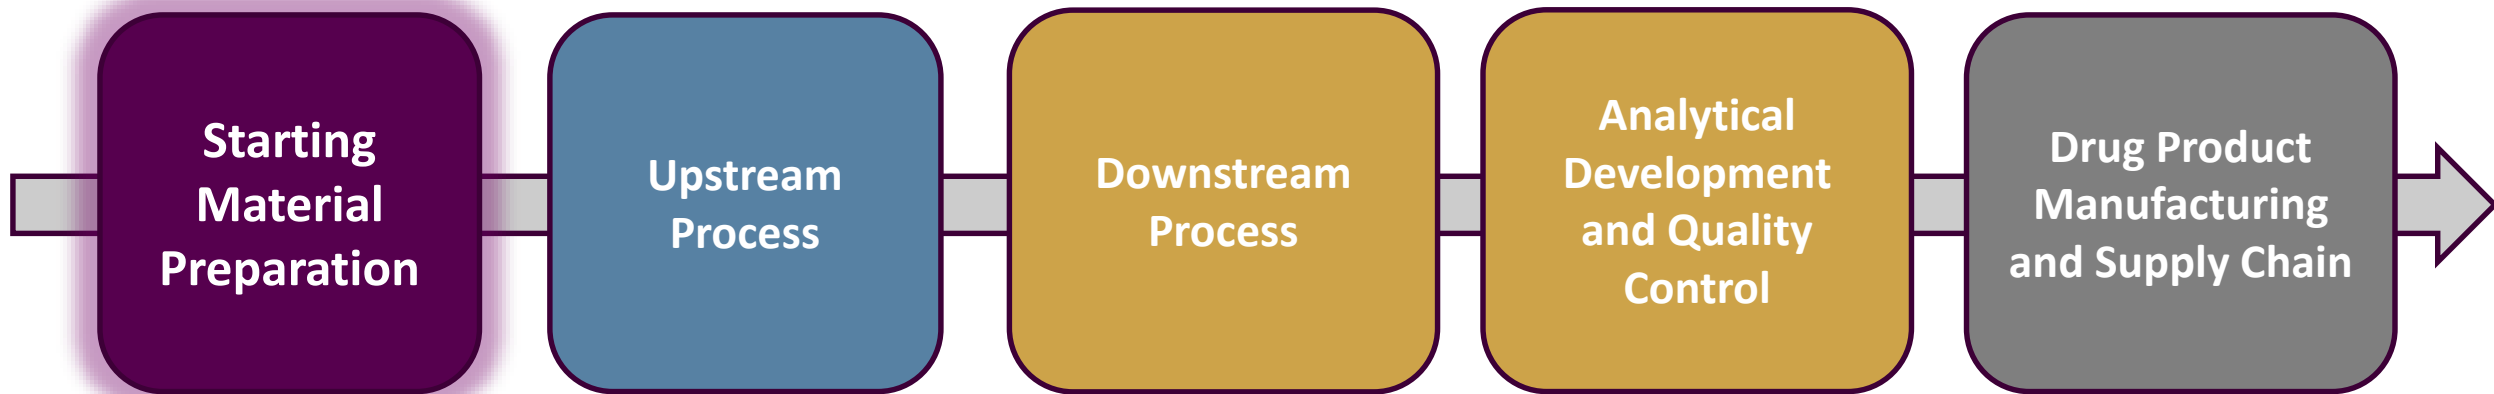 Starting
Material
Preparation
Upstream
Process
Downstream
Process
Analytical
Development
and Quality
Control
Drug Product
Manufacturing
and Supply Chain